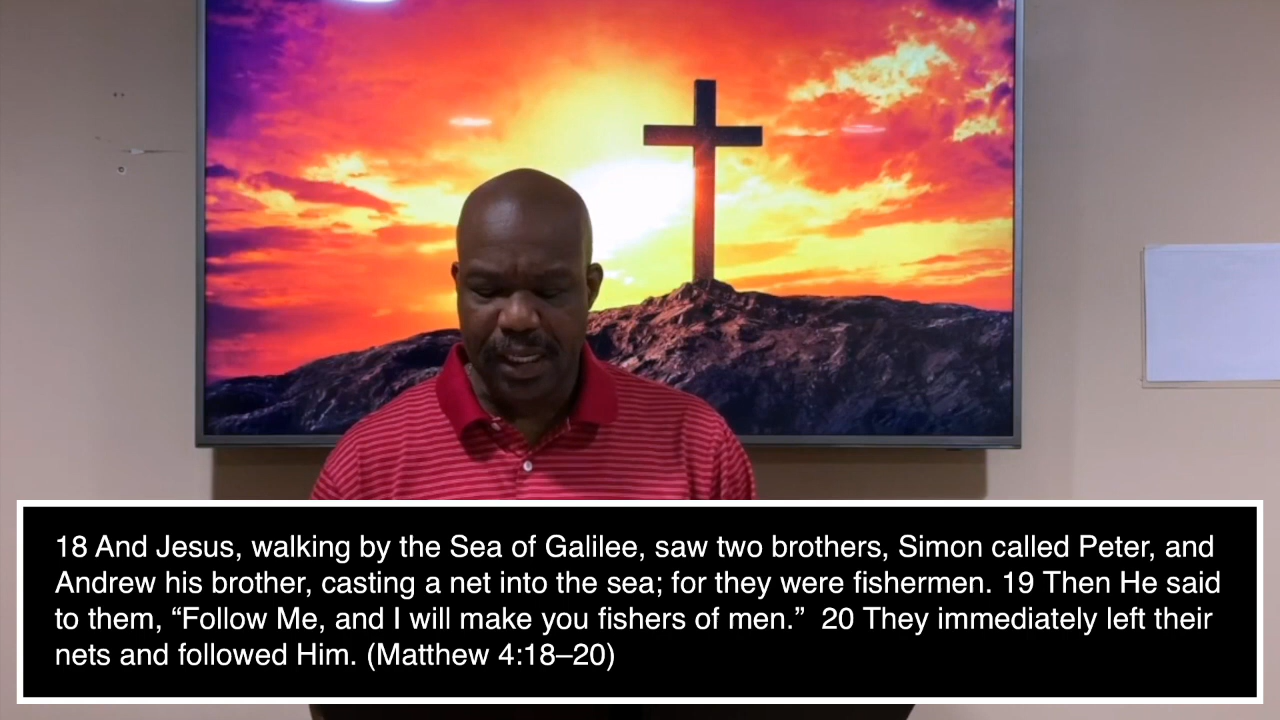 18 And Jesus, walking by the Sea of Galilee, saw two brothers, Simon called Peter, and
Andrew his brother, casting a net into the sea; for they were fishermen. 19 Then He said
to them, “Follow Me, and I will make you fishers of men.”  20 They immediately left their
nets and followed Him. (Matthew 4:18–20)